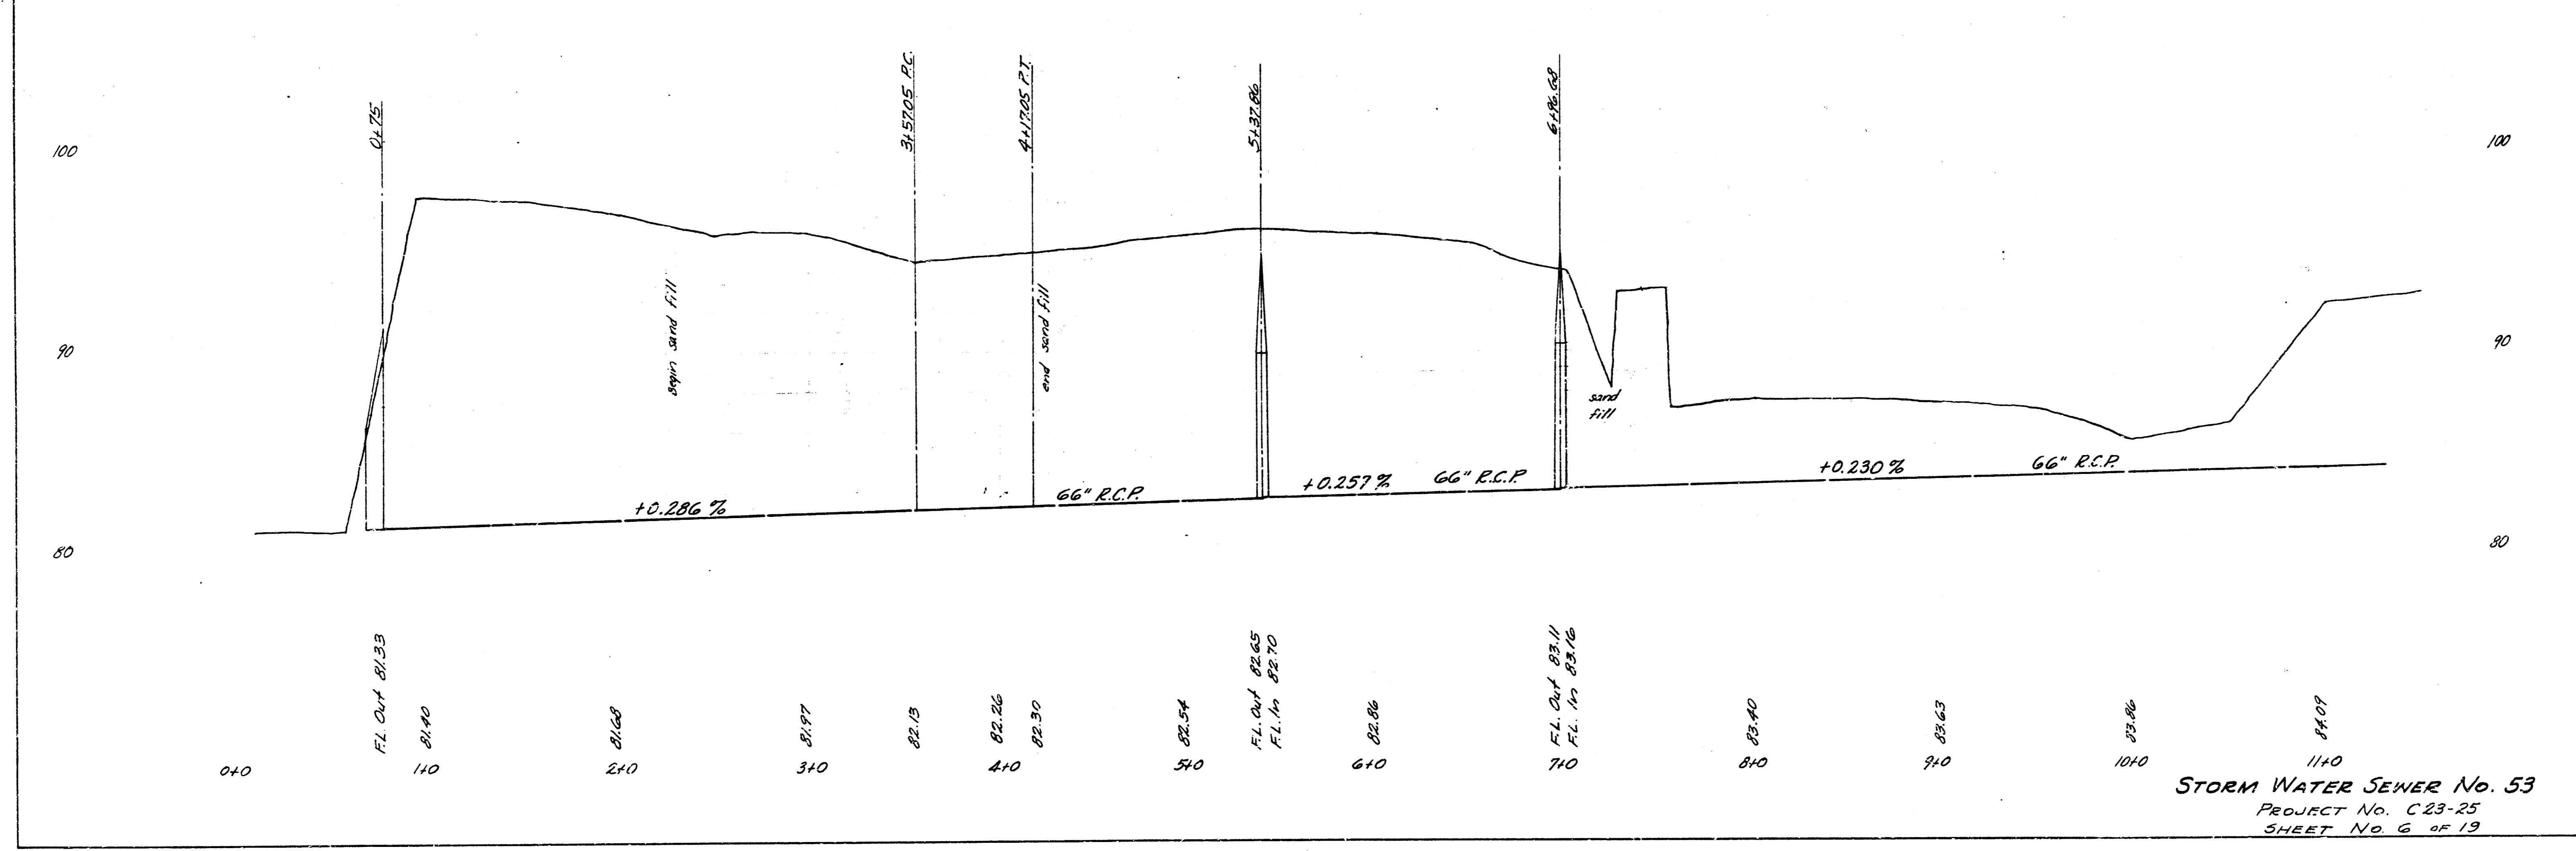 0+75
3+57.05 P.C.
4+17.05 P.T.
5+37.86
6+96.68
100
100
90
90
80
80
Begin sand fill
end sand fill
sand
fill
+0.286 %
66" R.C.P.
+0.257 %
66" R.C.P.
+0.230 %
66" R.C.P.
F.L. Out 81.33
81.40
81.68
81.97
82.13
82.26
82.30
82.54
F.L. Out 82.65
F.L. In 82.70
82.86
F.L. Out 83.11
F.L. In 83.16
83.40
83.63
83.86
84.09
0+0
1+0
2+0
3+0
4+0
5+0
6+0
7+0
8+0
9+0
10+0
11+0
STORM WATER SEWER No. 53
PROJECT No. C23-25
SHEET No. 6 OF 19